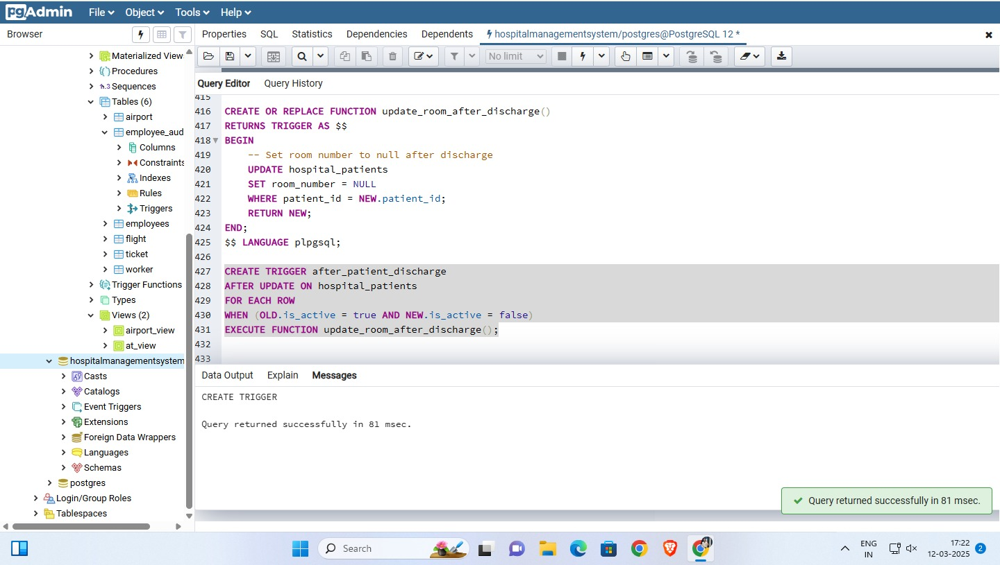 pgAdmin File Object Tools Help
Browser
Properties SQL Statistics Dependencies Dependents hospitalmanagementsystem/postgres@PostgreSQL 12 *
No limit
Materialized View
Procedures
Sequences
Tables (6)
airport
employee_aud
Columns
Constraints
Indexes
Rules
Triggers
employees
flight
ticket
worker
Trigger Functions
Types
Views (2)
airport_view
at_view
hospitalmanagementsystem
Casts
Catalogs
Event Triggers
Extensions
Foreign Data Wrappers
Languages
Schemas
postgres
Login/Group Roles
Tablespaces
Query Editor Query History
415
416 CREATE OR REPLACE FUNCTION update_room_after_discharge()
417 RETURNS TRIGGER AS $$
418 BEGIN
419 -- Set room number to null after discharge
420 UPDATE hospital_patients
421 SET room_number = NULL
422 WHERE patient_id = NEW.patient_id;
423 RETURN NEW;
424 END;
425 $$ LANGUAGE plpgsql;
426
427 CREATE TRIGGER after_patient_discharge
428 AFTER UPDATE ON hospital_patients
429 FOR EACH ROW
430 WHEN (OLD.is_active = true AND NEW.is_active = false)
431 EXECUTE FUNCTION update_room_after_discharge();
432
433
Data Output Explain Messages
CREATE TRIGGER
Query returned successfully in 81 msec.
Query returned successfully in 81 msec.
Search
ENG
IN
17:22
12-03-2025
2